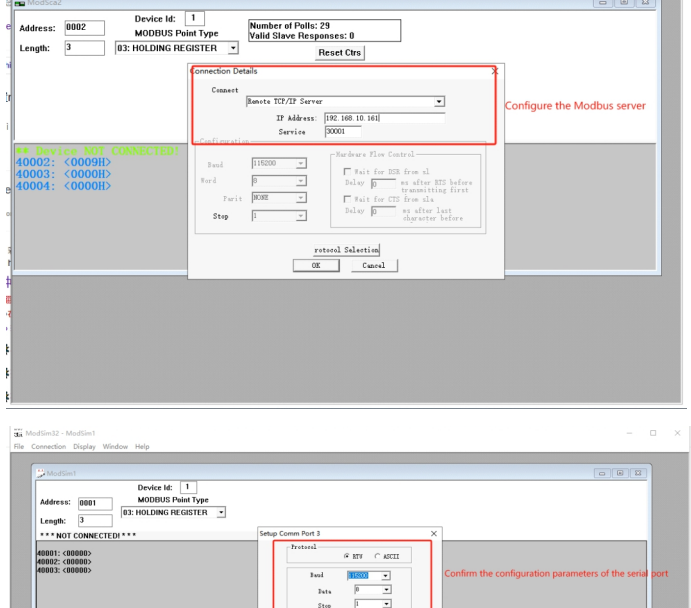 ModSca2
Device Id: 1
Address: 0002
MODBUS Point Type
Number of Polls: 29
Valid Slave Responses: 0
Length: 3
03: HOLDING REGISTER
Reset Ctrs
Connection Details
Connect
Remote TCP/IP Server
IP Address: 192.168.10.161
Service 30001
Configure the Modbus server
** Device NOT CONNECTED!
40002: <0009H>
40003: <0000H>
40004: <0000H>
Configuration
Baud 115200
Word 8
Parit NONE
Stop 1
Hardware Flow Control
Wait for DSR from sl
Delay 0 ms after RTS before
transmitting first
Wait for CTS from sla
Delay 0 ms after last
character before
rotocol Selection
OK Cancel
ModSim32 - ModSim1
File Connection Display Window Help
ModSim1
Device Id: 1
Address: 0001
MODBUS Point Type
03: HOLDING REGISTER
Length: 3
* * * NOT CONNECTED! * * *
40001: <00000>
40002: <00000>
40003: <00000>
Setup Comm Port 3
Protocol
RTU ASCII
Baud 115200
Data 8
Stop 1
Confirm the configuration parameters of the serial port